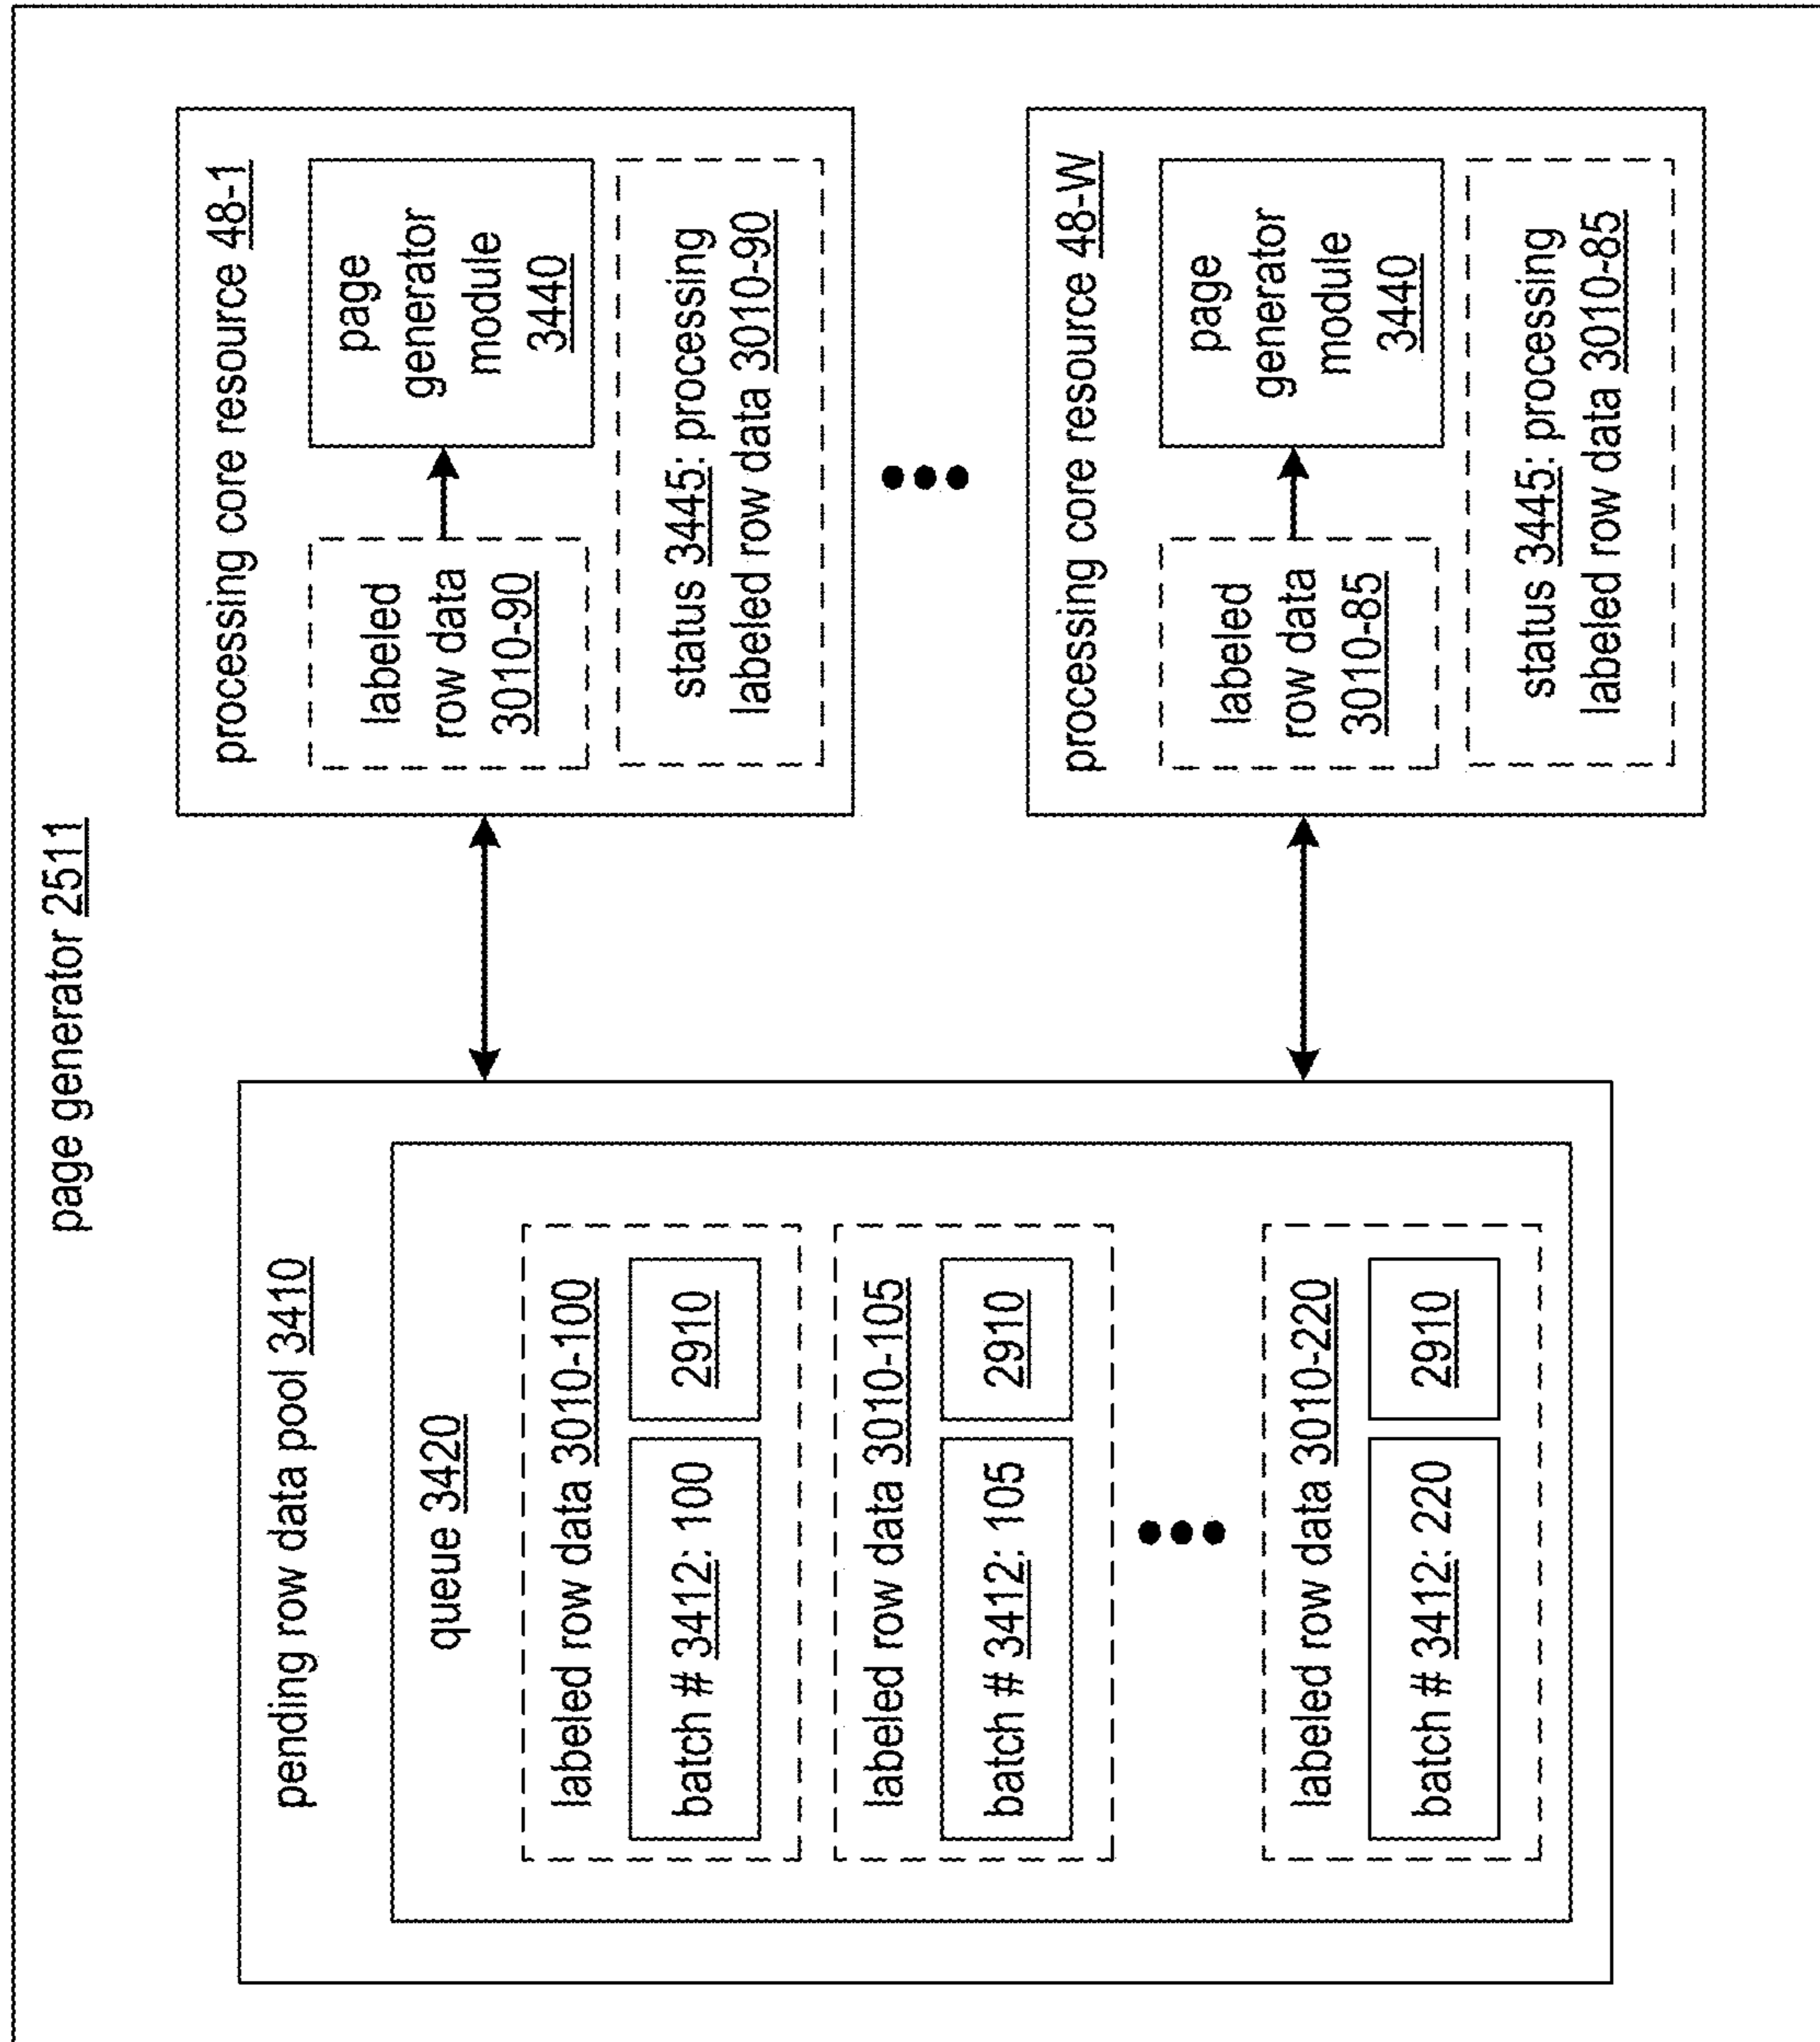 page generator 2511
pending row data pool 3410
queue 3420
labeled row data 3010-100
batch # 3412: 100
2910
labeled row data 3010-105
batch # 3412: 105
2910
labeled row data 3010-220
batch # 3412: 220
2910
processing core resource 48-1
labeled
row data
3010-90
page
generator
module
3440
status 3445: processing
labeled row data 3010-90
processing core resource 48-W
labeled
row data
3010-85
page
generator
module
3440
status 3445: processing
labeled row data 3010-85